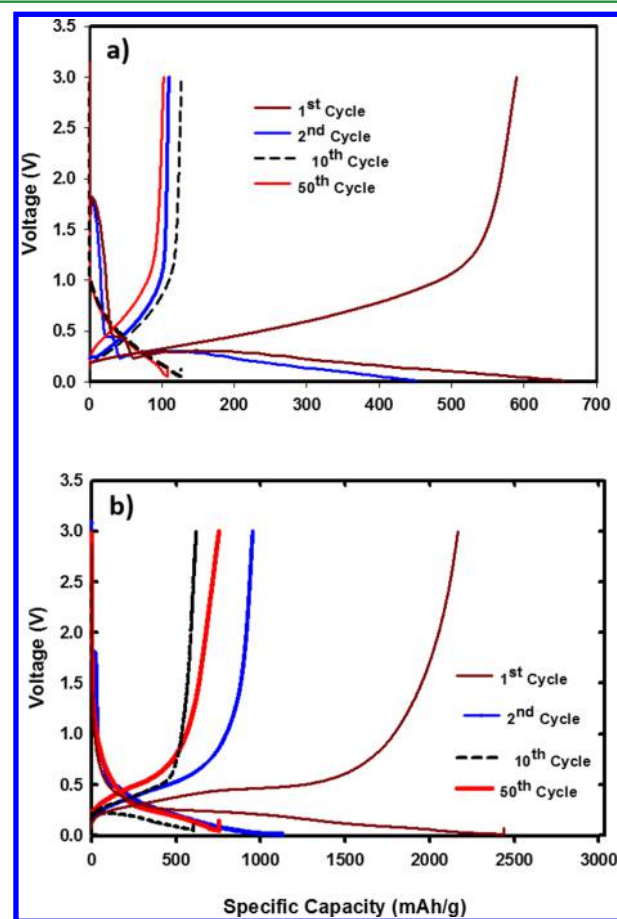 3.5
a)
3.0
1st Cycle
2.5
2nd Cycle
2.0
10th Cycle
50th Cycle
1.5
Voltage (V)
1.0
0.5
0.0
0 100 200 300 400 500 600 700
3.5
b)
3.0
2.5
2.0
1st Cycle
1.5
2nd Cycle
Voltage (V)
10th Cycle
1.0
50th Cycle
0.5
0.0
0 500 1000 1500 2000 2500 3000
Specific Capacity (mAh/g)